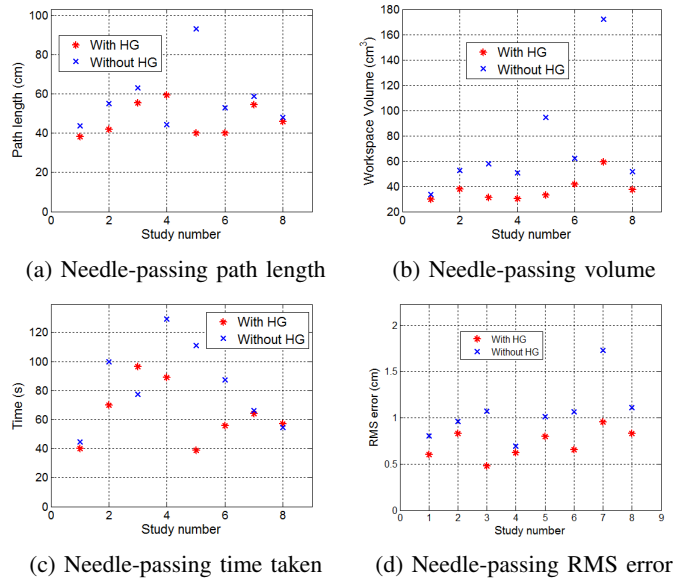 100
80
60
40
20
0
Path length (cm)
With HG
Without HG
0
2
4
6
8
Study number
(a) Needle-passing path length
180
160
140
120
100
80
60
40
20
Workspace Volume (cm³)
With HG
Without HG
0
2
4
6
8
Study number
(b) Needle-passing volume
120
100
80
60
40
20
0
Time (s)
With HG
Without HG
0
2
4
6
8
Study number
(c) Needle-passing time taken
2
1.5
1
0.5
0
RMS error (cm)
With HG
Without HG
0
1
2
3
4
5
6
7
8
9
Study number
(d) Needle-passing RMS error